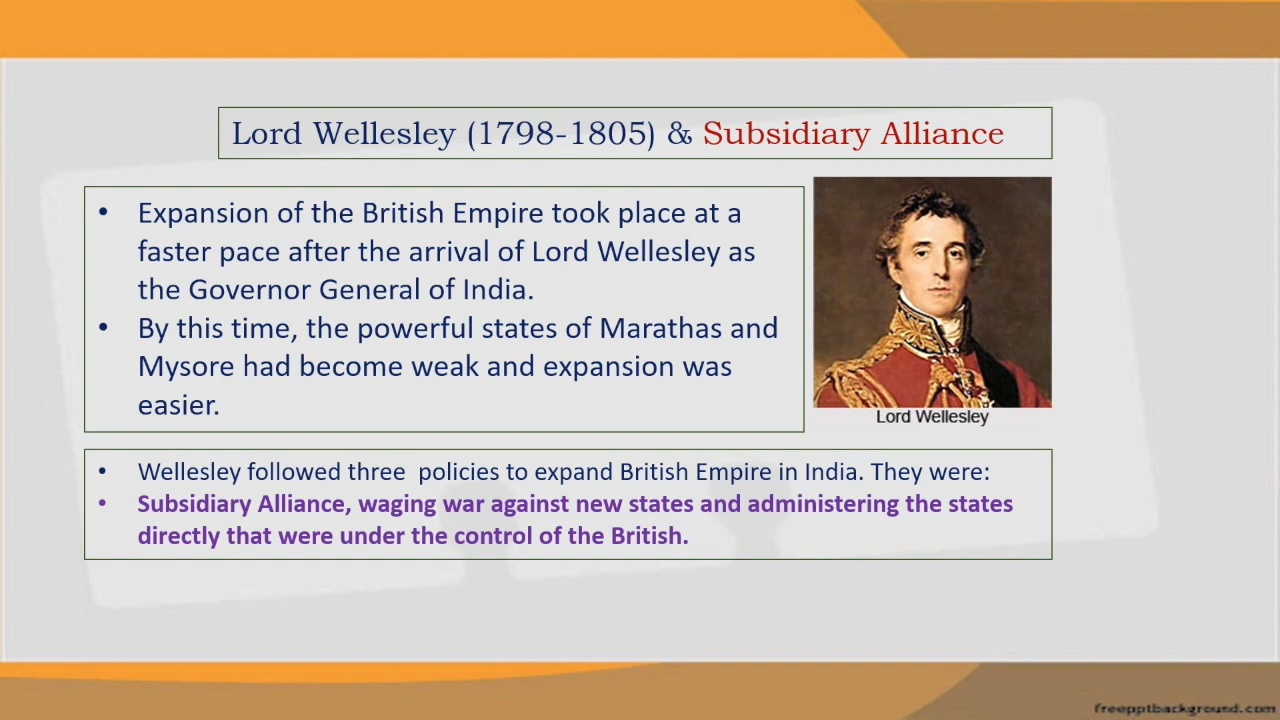 Lord Wellesley (1798-1805) & Subsidiary Alliance
• Expansion of the British Empire took place at a
faster pace after the arrival of Lord Wellesley as
the Governor General of India.
• By this time, the powerful states of Marathas and
Mysore had become weak and expansion was
easier.
Lord Wellesley
• Wellesley followed three  policies to expand British Empire in India. They were:
• Subsidiary Alliance, waging war against new states and administering the states
directly that were under the control of the British.
freepptbackground.com